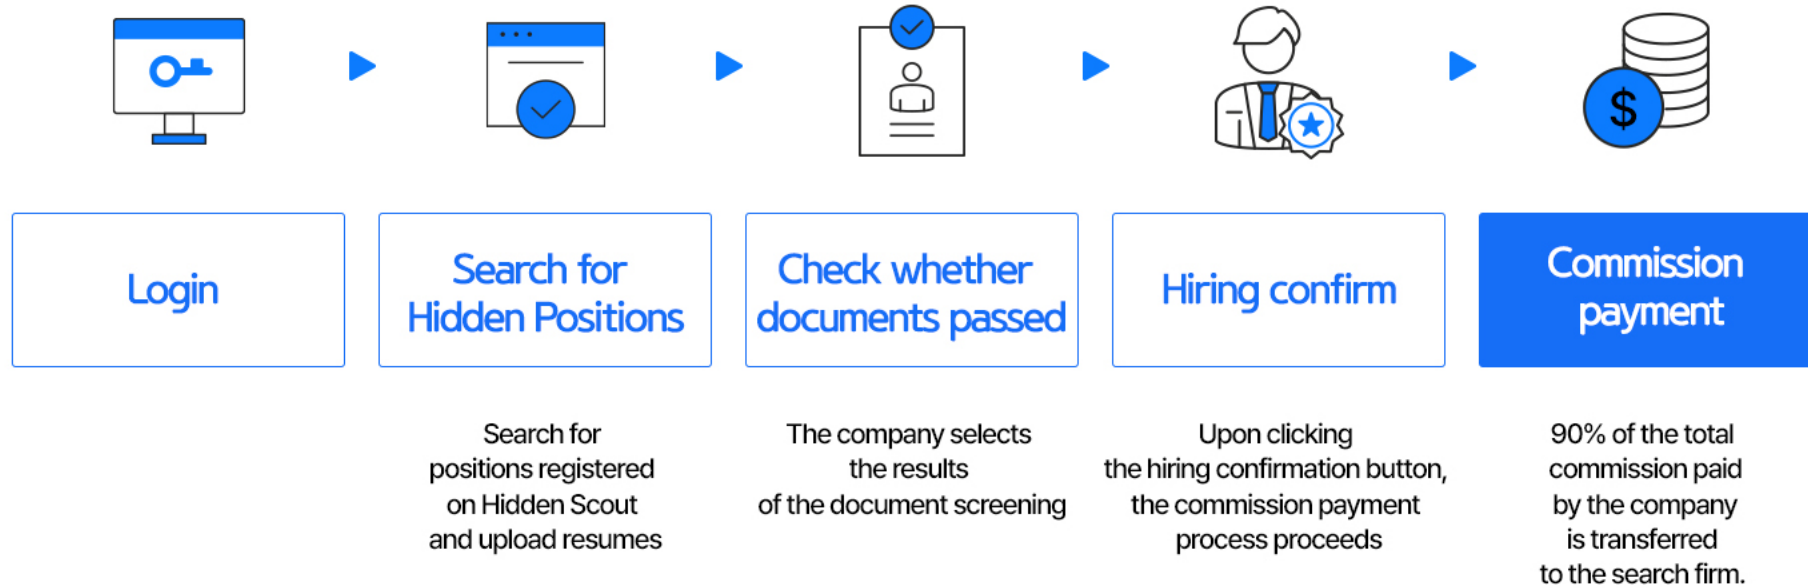 $
Login
Search for
Hidden Positions
Check whether
documents passed
Hiring confirm
Commission
payment
Search for
positions registered
on Hidden Scout
and upload resumes
The company selects
the results
of the document screening
Upon clicking
the hiring confirmation button,
the commission payment
process proceeds
90% of the total
commission paid
by the company
is transferred
to the search firm.